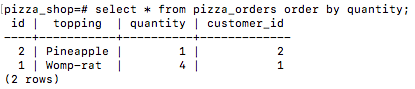 [pizza_shop=# select * from pizza_orders order by quantity;
 id |  topping  | quantity | customer_id
----+-----------+----------+-------------
  2 | Pineapple |        1 |           2
  1 | Womp-rat  |        4 |           1
(2 rows)